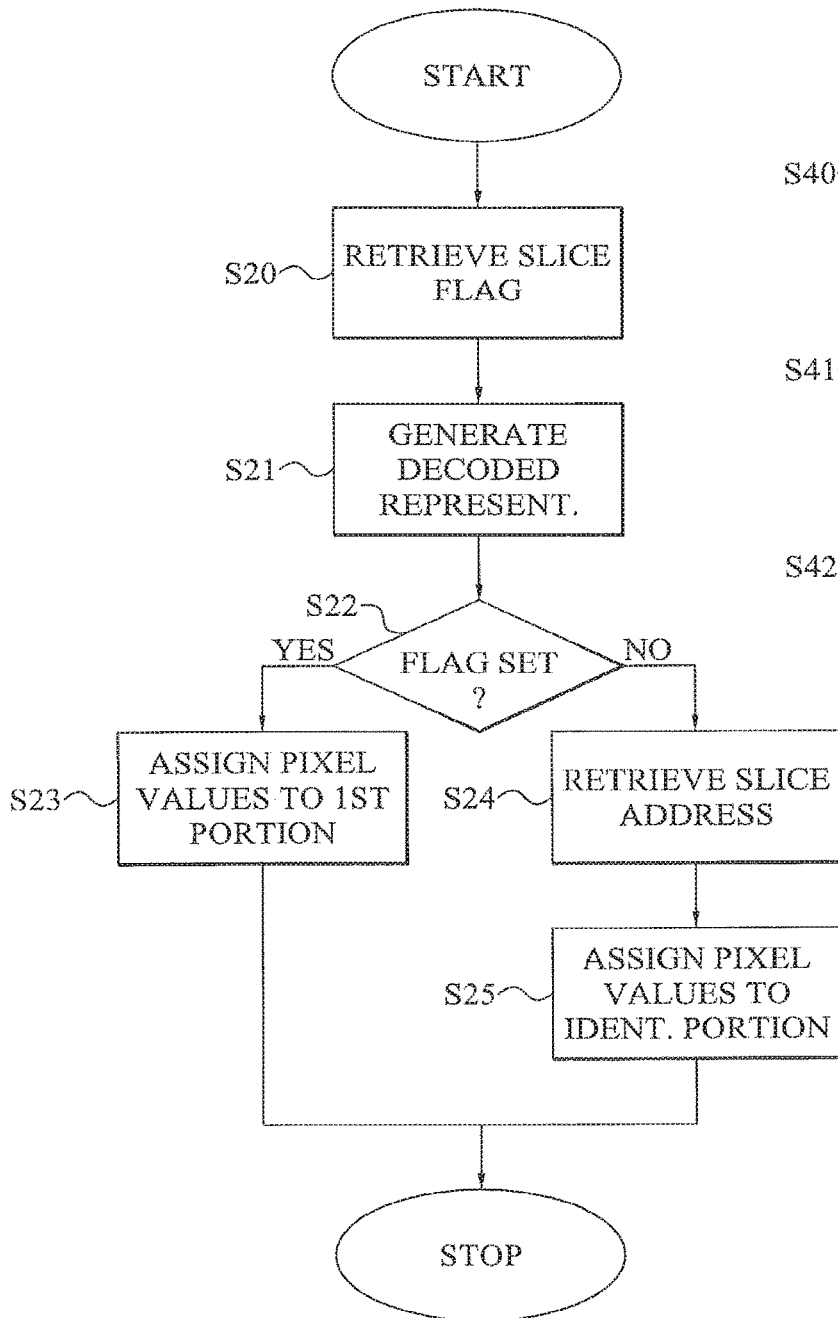 START
S40
S20
RETRIEVE SLICE
FLAG
S41
S21
GENERATE
DECODED
REPRESENT.
S42
S22
YES
FLAG SET
?
NO
S23
ASSIGN PIXEL
VALUES TO 1ST
PORTION
S24
RETRIEVE SLICE
ADDRESS
S25
ASSIGN PIXEL
VALUES TO
IDENT. PORTION
STOP